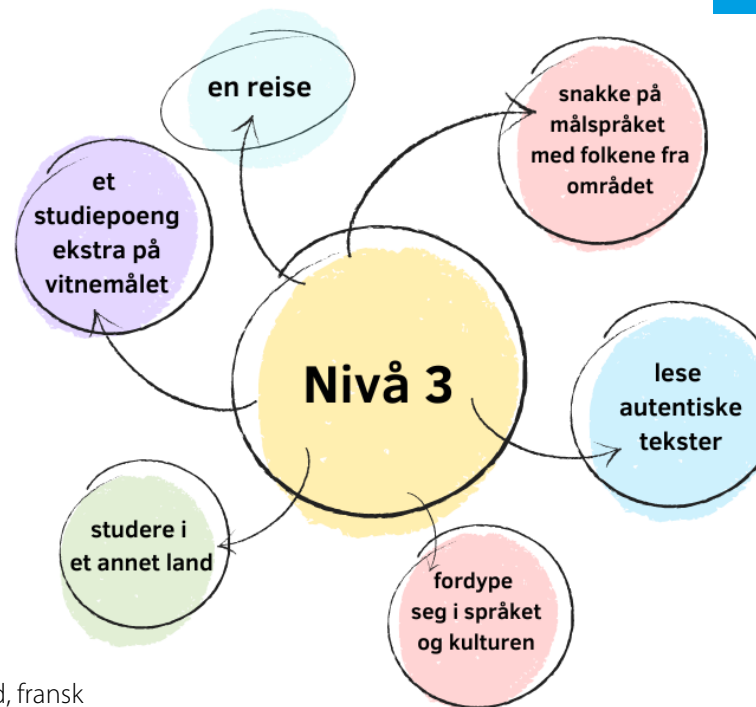 en reise
snakke på
målspråket
med folkene fra
området
et
studiepoeng
ekstra på
vitnemålet
Nivå 3
lese
autentiske
tekster
studere i
et annet land
fordype
seg i språket
og kulturen
fransk